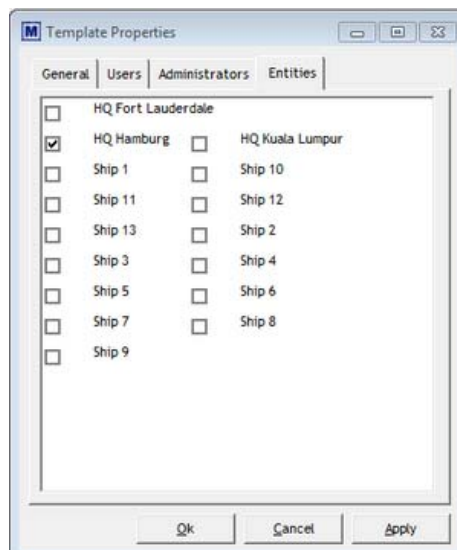 M Template Properties
General Users Administrators Entities
HQ Fort Lauderdale
HQ Hamburg HQ Kuala Lumpur
Ship 1 Ship 10
Ship 11 Ship 12
Ship 13 Ship 2
Ship 3 Ship 4
Ship 5 Ship 6
Ship 7 Ship 8
Ship 9
Ok Cancel Apply